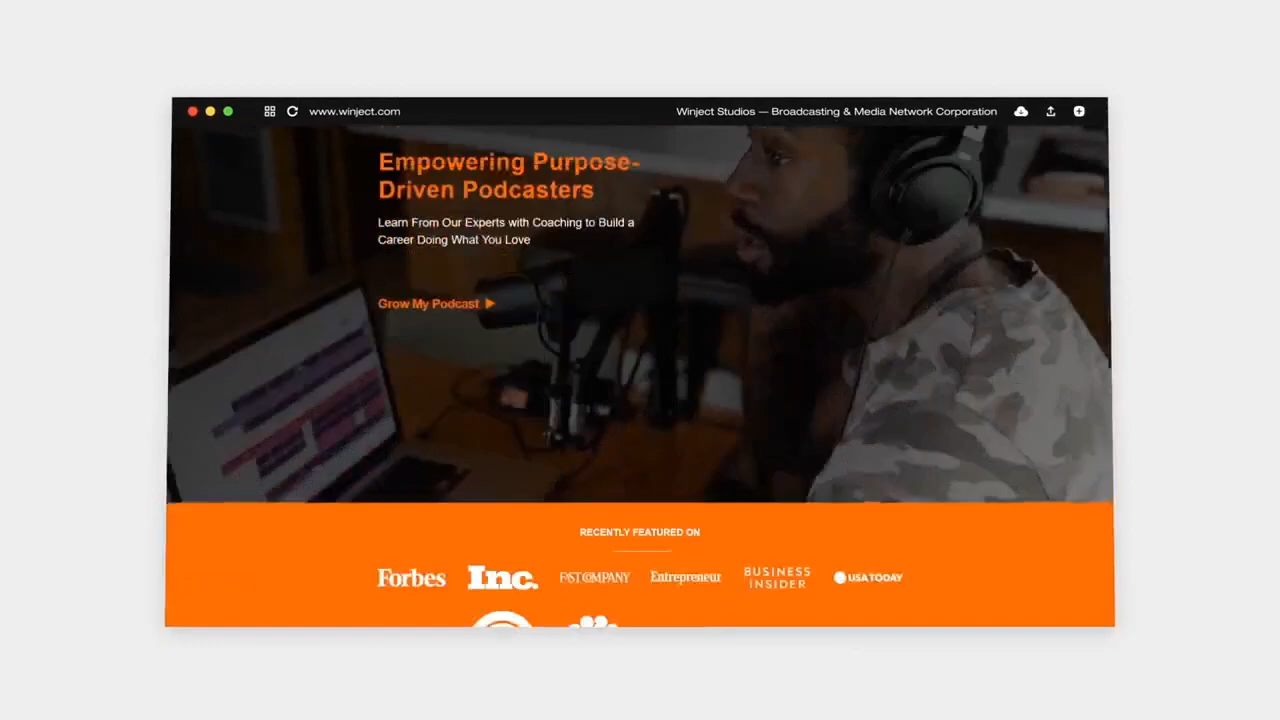 www.winject.com
Winject Studios — Broadcasting & Media Network Corporation
Empowering Purpose-
Driven Podcasters
Learn From Our Experts with Coaching to Build a
Career Doing What You Love
Grow My Podcast
RECENTLY FEATURED ON
Forbes
Inc.
FAST COMPANY
Entrepreneur
BUSINESS
INSIDER
USA TODAY